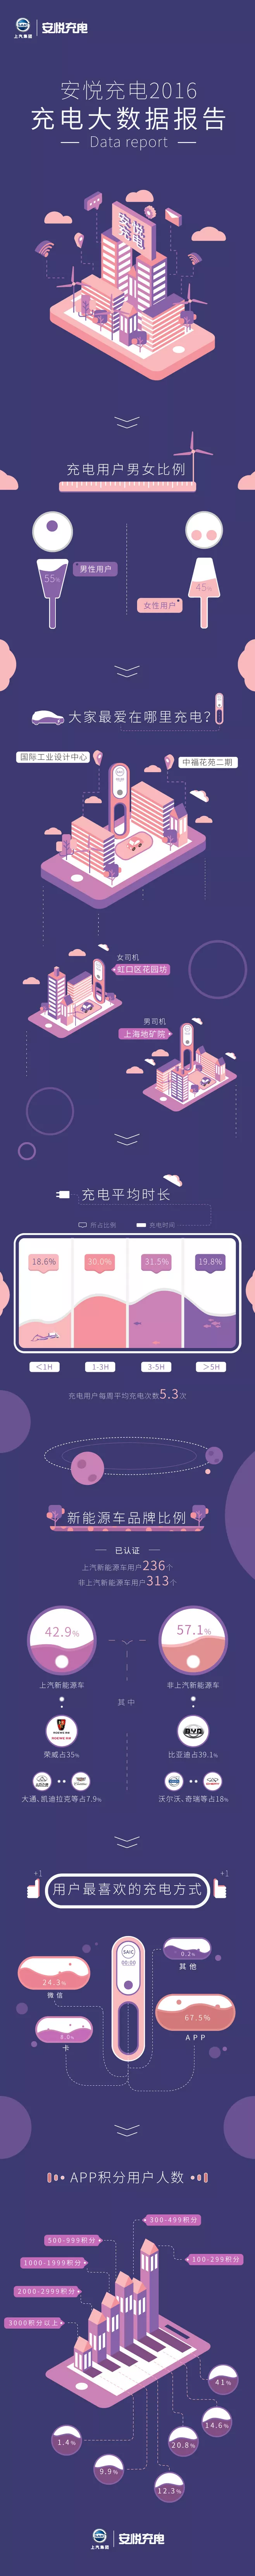 上汽集团
安悦充电
安悦充电2016
充电大数据报告
Data report
安悦
充电
充电用户男女比例
55%
男性用户
45%
女性用户
大家最爱在哪里充电?
国际工业设计中心
中福花苑二期
女司机
虹口区花园坊
男司机
上海地矿院
充电平均时长
所占比例
充电时间
18.6%
30.0%
31.5%
19.8%
<1H
1-3H
3-5H
>5H
充电用户每周平均充电次数5.3次
新能源车品牌比例
已认证
上汽新能源车用户236个
非上汽新能源车用户313个
42.9%
57.1%
上汽新能源车
非上汽新能源车
其中
荣威占35%
比亚迪占39.1%
大通、凯迪拉克等占7.9%
沃尔沃、奇瑞等占18%
+1
+1
用户最喜欢的充电方式
SAIC
0.2%
其他
24.3%
微信
67.5%
APP
8.0%
卡
APP积分用户人数
300-499积分
500-999积分
100-299积分
1000-1999积分
2000-2999积分
3000积分以上
41%
14.6%
20.8%
1.4%
9.9%
12.3%
上汽集团
安悦充电